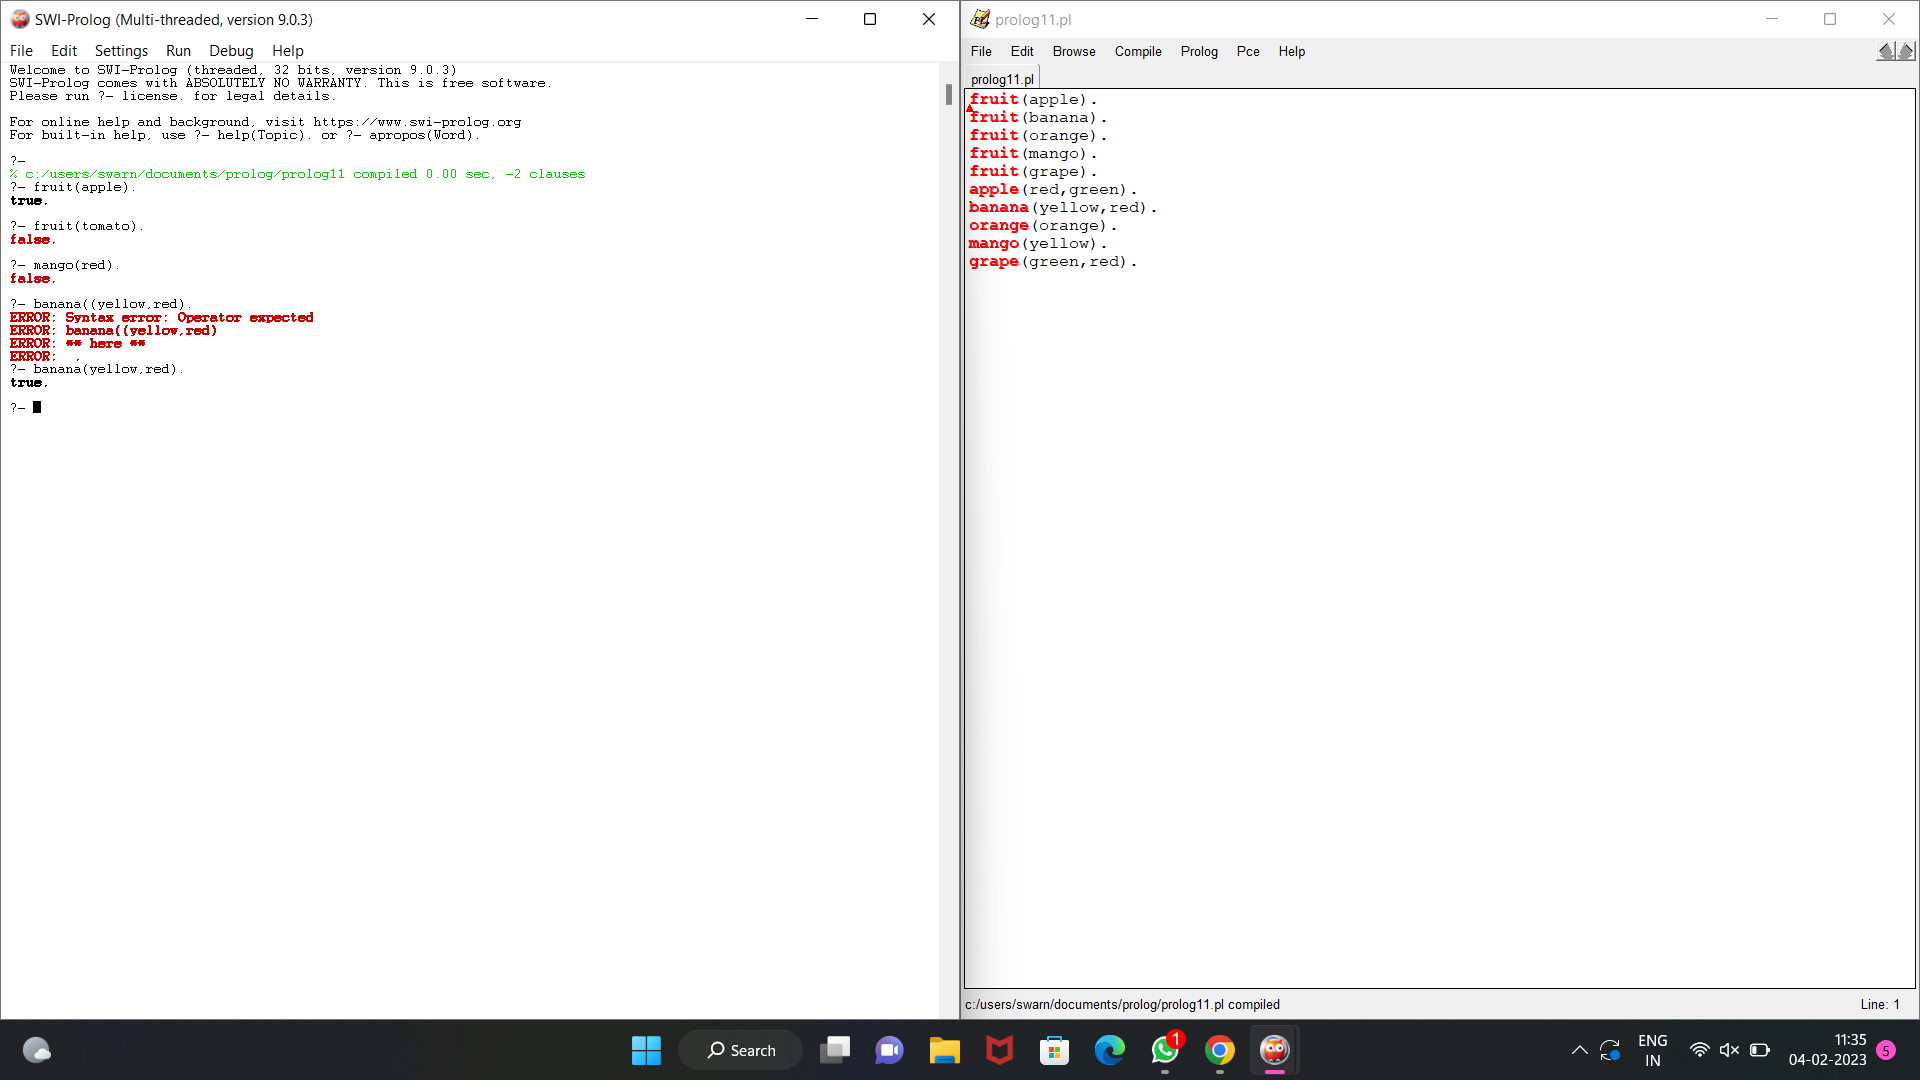 SWI-Prolog (Multi-threaded, version 9.0.3)
File Edit Settings Run Debug Help
Welcome to SWI-Prolog (threaded, 32 bits, version 9.0.3)
SWI-Prolog comes with ABSOLUTELY NO WARRANTY. This is free software.
Please run ?- license. for legal details.
For online help and background, visit https://www.swi-prolog.org
For built-in help, use ?- help(Topic). or ?- apropos(Word).
?-
% c:/users/swarn/documents/prolog/prolog11 compiled 0.00 sec, -2 clauses
?- fruit(apple).
true.
?- fruit(tomato).
false.
?- mango(red).
false.
?- banana((yellow,red).
ERROR: Syntax error: Operator expected
ERROR: banana((yellow,red)
ERROR: ** here **
ERROR:  .
?- banana(yellow,red).
true.
?-
prolog11.pl
File Edit Browse Compile Prolog Pce Help
prolog11.pl
fruit(apple).
fruit(banana).
fruit(orange).
fruit(mango).
fruit(grape).
apple(red,green).
banana(yellow,red).
orange(orange).
mango(yellow).
grape(green,red).
c:/users/swarn/documents/prolog/prolog11.pl compiled
Line: 1
Search
1
ENG
IN
11:35
04-02-2023
5